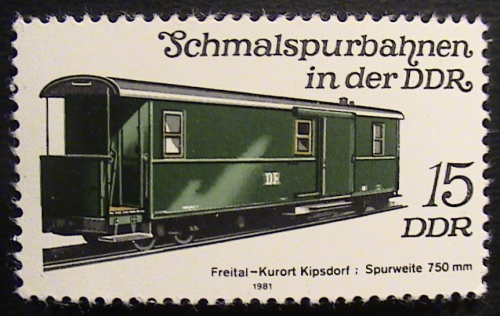 Schmalspurbahnen
in der DDR
DR
15
DDR
Freital-Kurort Kipsdorf : Spurweite 750 mm
1981